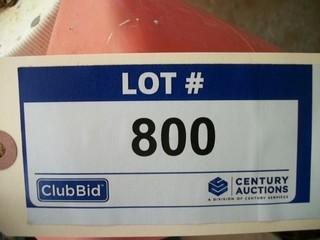 LOT #
800
ClubBid
CENTURY
AUCTIONS
A DIVISION OF CENTURY SERVICES